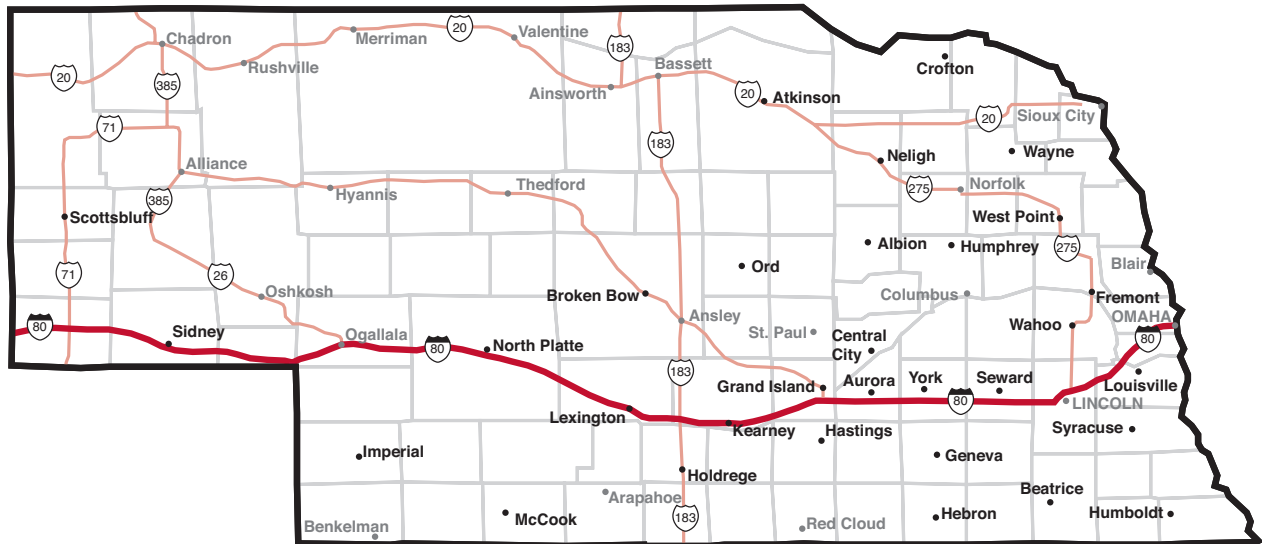 20
Valentine
Chadron
Merriman
183
Crofton
Bassett
Rushville
20
385
Ainsworth
20
Atkinson
71
20
Sioux City
183
Wayne
Neligh
Alliance
Hyannis
Thedford
275
Norfolk
385
Scottsbluff
West Point
Albion
Humphrey
275
71
26
Ord
Blair
Oshkosh
Broken Bow
Columbus
Fremont
Ansley
St. Paul
OMAHA
80
Sidney
Ogallala
80
North Platte
Central
City
Wahoo
80
183
Grand Island
Aurora
York
Seward
80
Louisville
LINCOLN
Lexington
Kearney
Hastings
Syracuse
Imperial
Geneva
Holdrege
Beatrice
Arapahoe
McCook
183
Benkelman
Red Cloud
Hebron
Humboldt